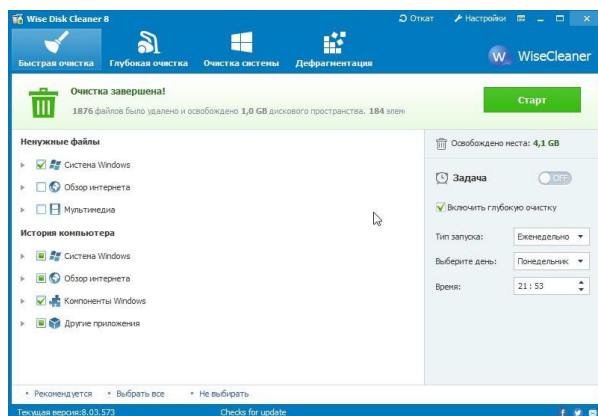 Wise Disk Cleaner 8
Откат
Настройки
Быстрая очистка
Глубокая очистка
Очистка системы
Дефрагментация
W WiseCleaner
Очистка завершена!
1876 файлов было удалено и освобождено 1,0 GB дискового пространства. 184 элем
Старт
Ненужные файлы
Система Windows
Обзор интернета
Мультимедиа
История компьютера
Система Windows
Обзор интернета
Компоненты Windows
Другие приложения
Освобождено места: 4,1 GB
Задача
OFF
Включить глубокую очистку
Тип запуска: Еженедельно
Выберите день: Понедельник
Время: 21:53
• Рекомендуется • Выбрать все • Не выбирать
Текущая версия:8.03.573
Checks for update